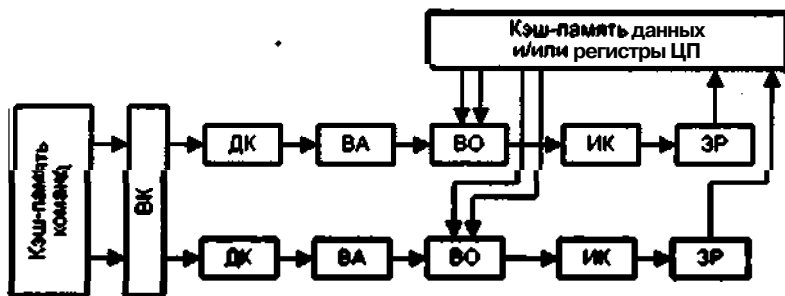 Кэш-память данных
и/или регистры ЦП
Кэш-память
команд
ВК
ДК
ВА
ВО
ИК
ЗР
ДК
ВА
ВО
ИК
ЗР